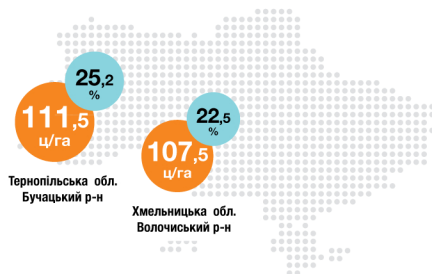 25,2
%
111,5
ц/га
Тернопільська обл.
Бучацький р-н
22,5
%
107,5
ц/га
Хмельницька обл.
Волочиський р-н